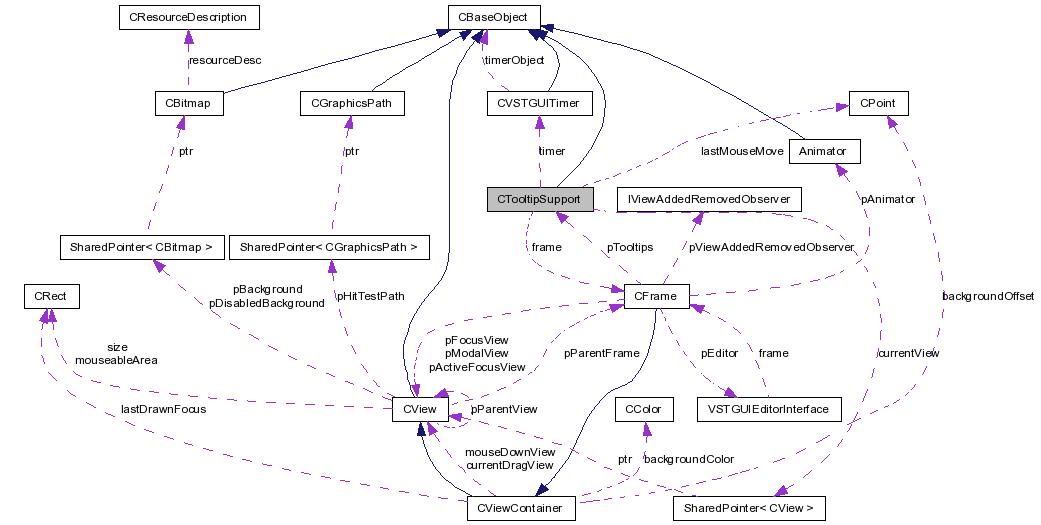 CResourceDescription
CBaseObject
resourceDesc
timerObject
CBitmap
CGraphicsPath
CVSTGUITimer
CPoint
ptr
ptr
timer
lastMouseMove
Animator
CTooltipSupport
IViewAddedRemovedObserver
pAnimator
SharedPointer< CBitmap >
SharedPointer< CGraphicsPath >
frame
pTooltips
pViewAddedRemovedObserver
pBackground
pDisabledBackground
pHitTestPath
CRect
CFrame
backgroundOffset
size
mouseableArea
pFocusView
pModalView
pActiveFocusView
pParentFrame
pEditor
frame
currentView
lastDrawnFocus
CView
pParentView
CColor
VSTGUIEditorInterface
mouseDownView
currentDragView
ptr
backgroundColor
CViewContainer
SharedPointer< CView >